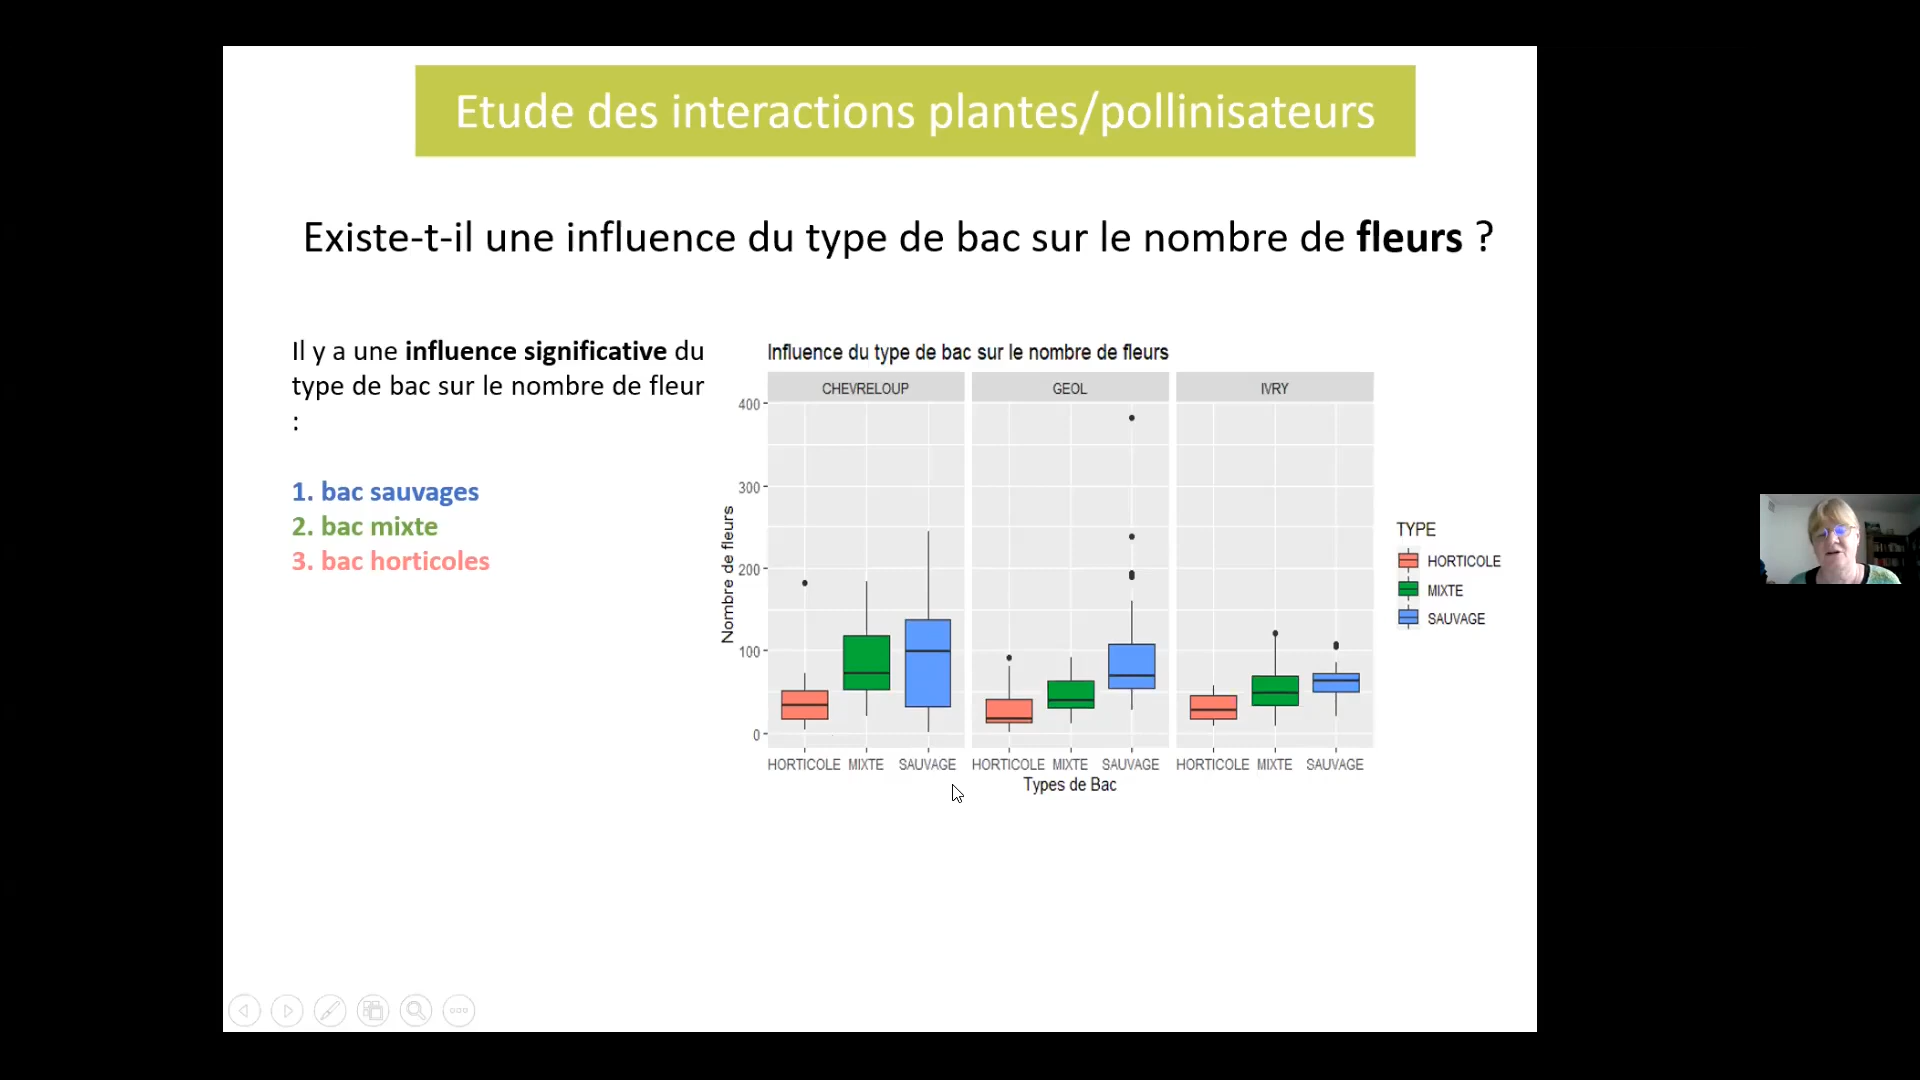 Etude des interactions plantes/pollinisateurs
Existe-t-il une influence du type de bac sur le nombre de fleurs ?
Il y a une influence significative du
type de bac sur le nombre de fleur
:
1. bac sauvages
2. bac mixte
3. bac horticoles
Influence du type de bac sur le nombre de fleurs
CHEVRELOUP GEOL IVRY
Nombre de fleurs
400
300
200
100
0
HORTICOLE MIXTE SAUVAGE HORTICOLE MIXTE SAUVAGE HORTICOLE MIXTE SAUVAGE
Types de Bac
TYPE
HORTICOLE
MIXTE
SAUVAGE